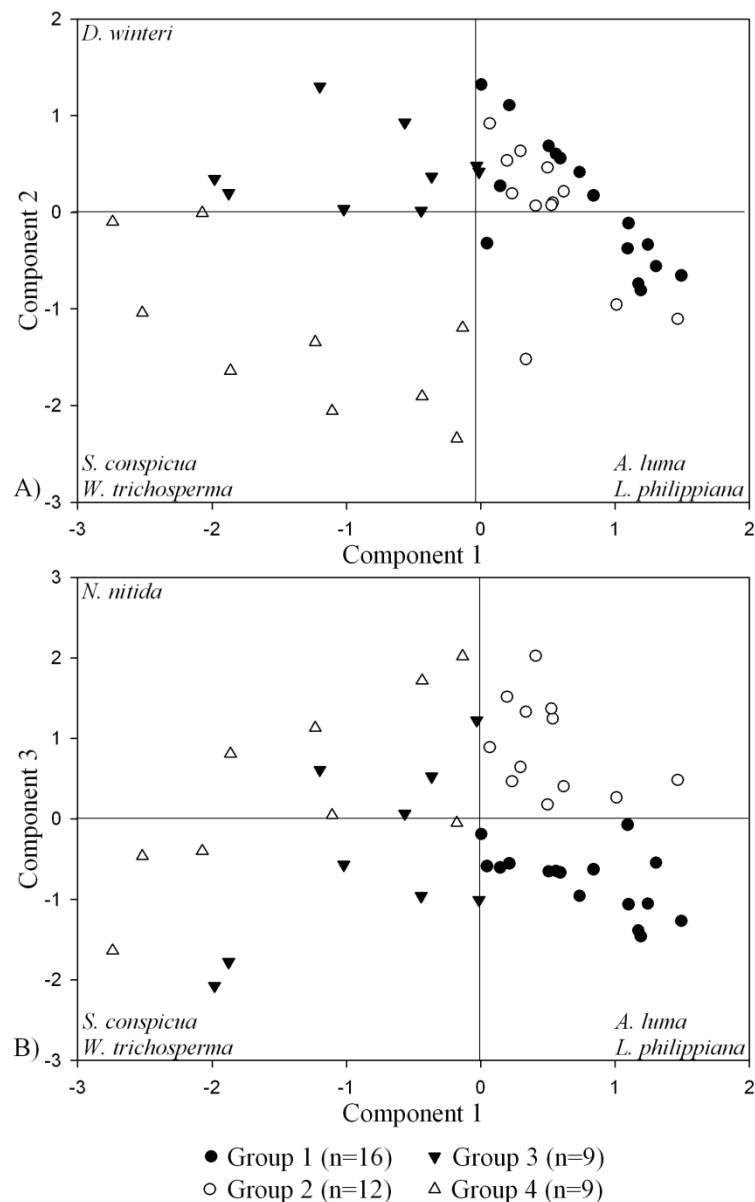 2
D. winteri
1
0
-1
-2
-3
Component 2
S. conspicua
W. trichosperma
A. luma
L. philippiana
A)
-3 -2 -1 0 1 2
Component 1
3
N. nitida
2
1
0
-1
-2
-3
Component 3
S. conspicua
W. trichosperma
A. luma
L. philippiana
B)
-3 -2 -1 0 1 2
Component 1
Group 1 (n=16) Group 3 (n=9)
Group 2 (n=12) Group 4 (n=9)